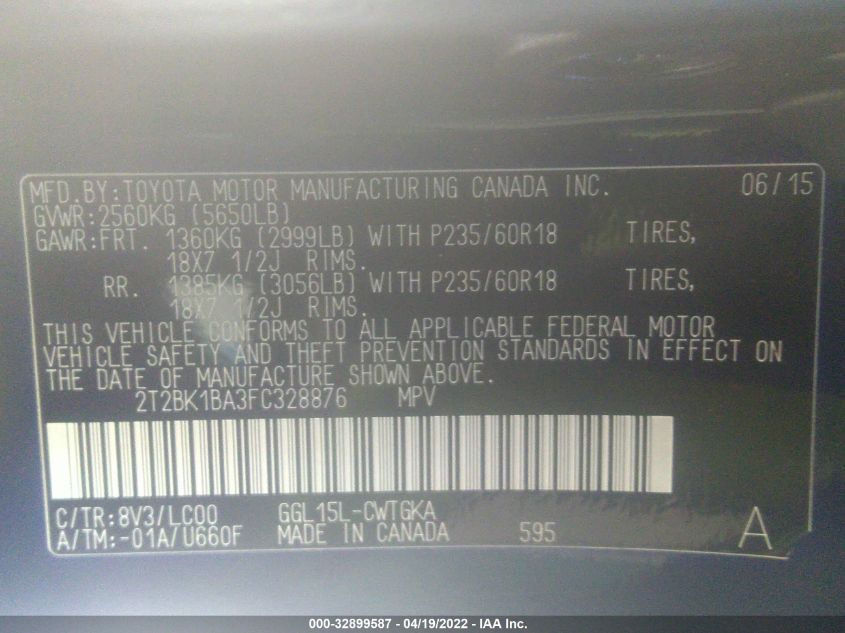 MFD.BY:TOYOTA MOTOR MANUFACTURING CANADA INC. 06/15
GVWR:2560KG (5650LB)
GAWR:FRT. 1360KG (2999LB) WITH P235/60R18 TIRES,
18X7 1/2J RIMS.
RR. 1385KG (3056LB) WITH P235/60R18 TIRES,
18X7 1/2J RIMS.
THIS VEHICLE CONFORMS TO ALL APPLICABLE FEDERAL MOTOR
VEHICLE SAFETY AND THEFT PREVENTION STANDARDS IN EFFECT ON
THE DATE OF MANUFACTURE SHOWN ABOVE.
2T2BK1BA3FC328876 MPV
C/TR:8V3/LC00 GGL15L-CWTGKA
A/TM:-01A/U660F MADE IN CANADA 595 A
000-32899587 - 04/19/2022 - IAA Inc.